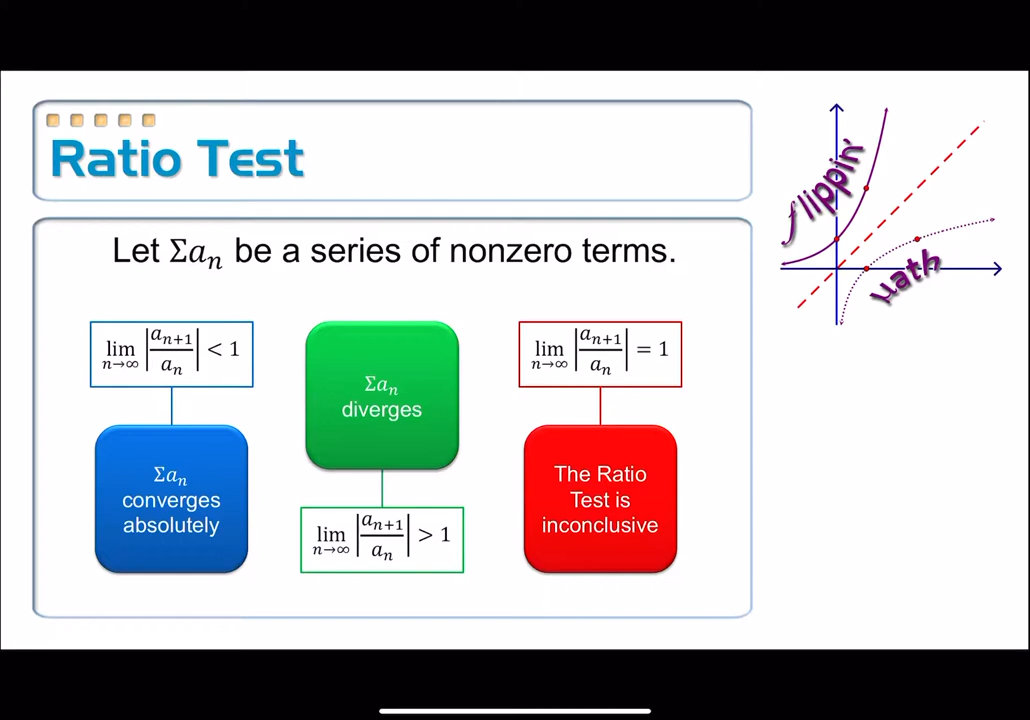 Ratio Test
flippin'
math
Let Σaₙ be a series of nonzero terms.
lim n→∞ |aₙ₊₁/aₙ| < 1
Σaₙ
converges
absolutely
Σaₙ
diverges
lim n→∞ |aₙ₊₁/aₙ| > 1
lim n→∞ |aₙ₊₁/aₙ| = 1
The Ratio
Test is
inconclusive